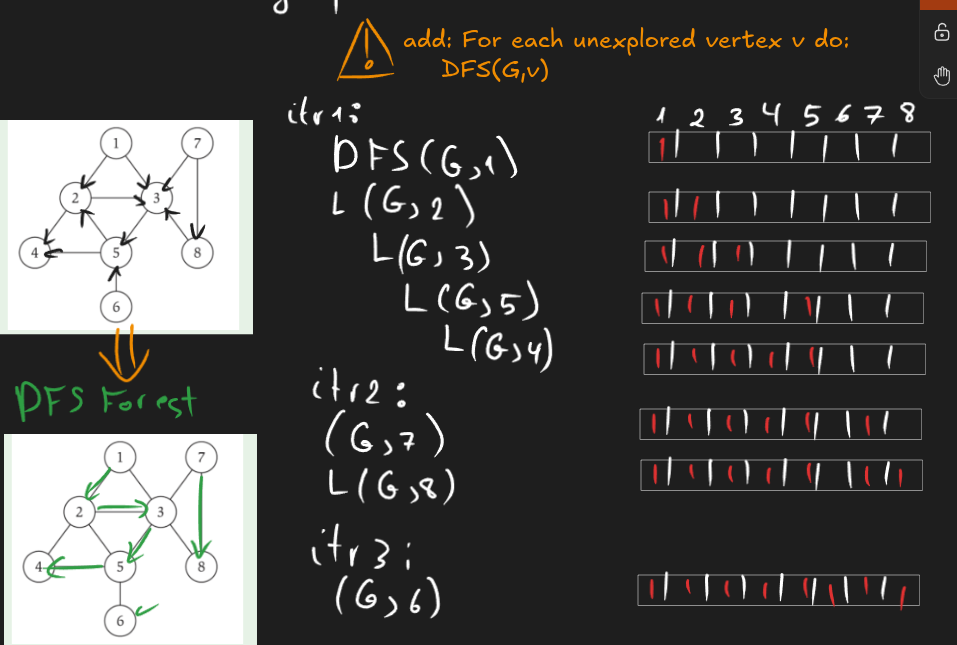 add: For each unexplored vertex v do:
DFS(G,v)
itr1:
1 2 3 4 5 6 7 8
DFS(G,1)
L(G,2)
L(G,3)
L(G,5)
L(G,4)
1 7
2 3
4 5 8
6
DFS Forest
itr2:
(G,7)
L(G,8)
itr3:
(G,6)
1 7
2 3
4 5 8
6